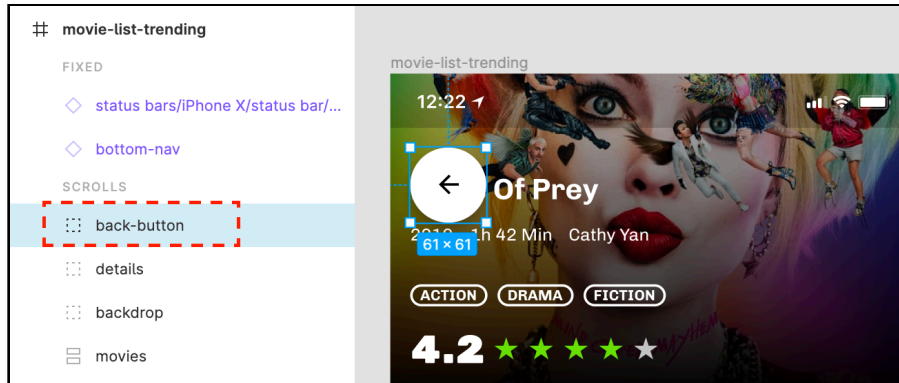 movie-list-trending
FIXED
status bars/iPhone X/status bar/...
bottom-nav
SCROLLS
back-button
details
backdrop
movies
movie-list-trending
12:22
Of Prey
1h 42 Min Cathy Yan
61 × 61
ACTION DRAMA FICTION
4.2